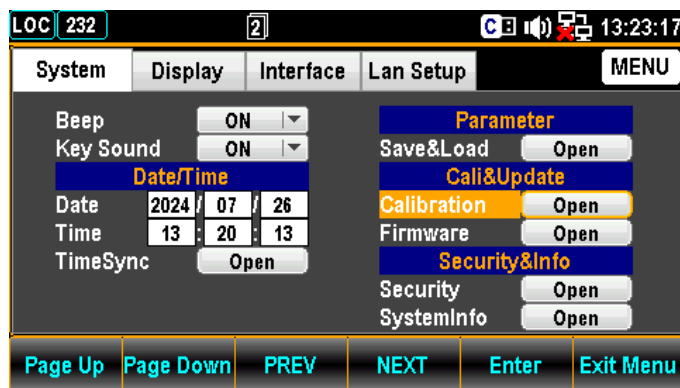 LOC 232 2 C 13:23:17
System Display Interface Lan Setup MENU
Beep ON
Key Sound ON
Date/Time
Date 2024 / 07 / 26
Time 13 : 20 : 13
TimeSync Open
Parameter
Save&Load Open
Cali&Update
Calibration Open
Firmware Open
Security&Info
Security Open
SystemInfo Open
Page Up Page Down PREV NEXT Enter Exit Menu